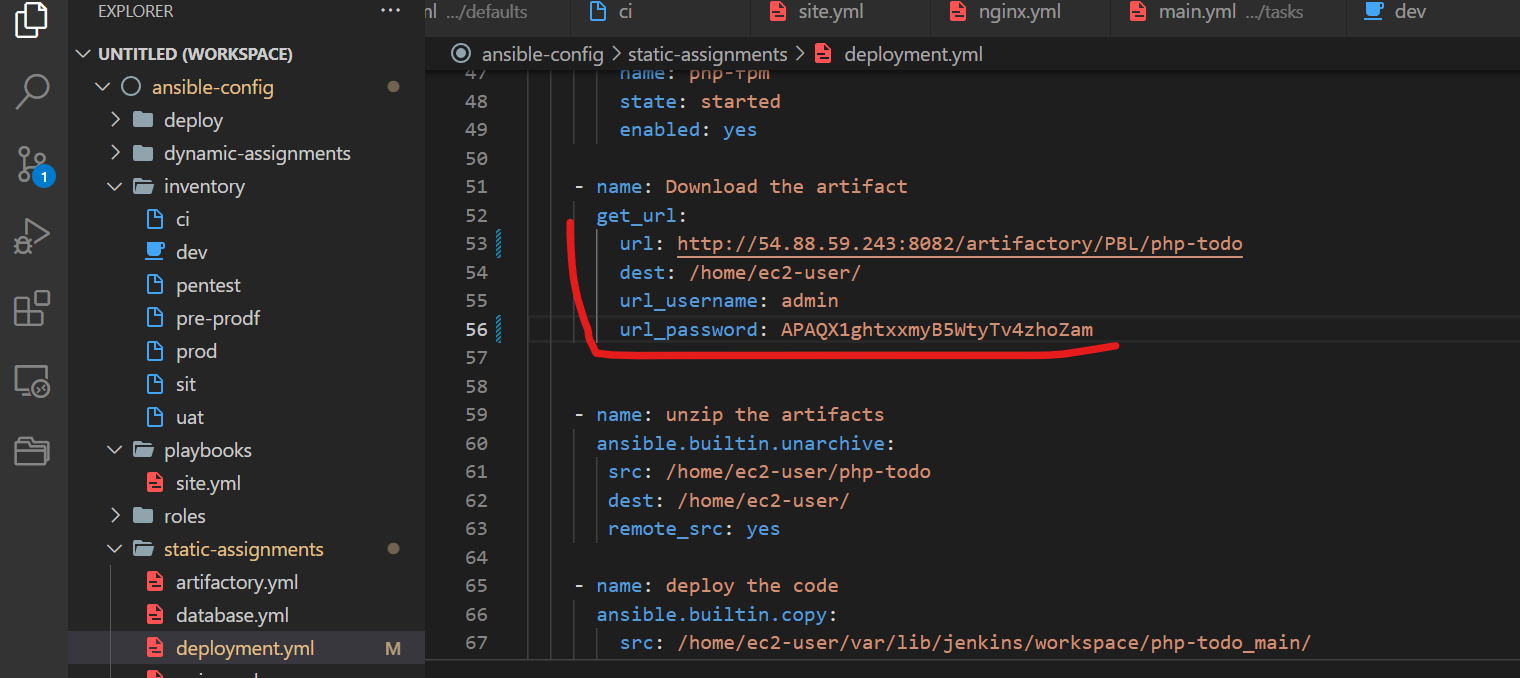 EXPLORER ...
UNTITLED (WORKSPACE)
ansible-config
deploy
dynamic-assignments
inventory
ci
dev
pentest
pre-prodf
prod
sit
uat
playbooks
site.yml
roles
static-assignments
artifactory.yml
database.yml
deployment.yml M
1
.../defaults ci site.yml nginx.yml main.yml .../tasks dev
ansible-config > static-assignments > deployment.yml
47 name: php-fpm
48 state: started
49 enabled: yes
50
51 - name: Download the artifact
52 get_url:
53 url: http://54.88.59.243:8082/artifactory/PBL/php-todo
54 dest: /home/ec2-user/
55 url_username: admin
56 url_password: APAQX1ghtxxmyB5WtyTv4zhoZam
57
58
59 - name: unzip the artifacts
60 ansible.builtin.unarchive:
61 src: /home/ec2-user/php-todo
62 dest: /home/ec2-user/
63 remote_src: yes
64
65 - name: deploy the code
66 ansible.builtin.copy:
67 src: /home/ec2-user/var/lib/jenkins/workspace/php-todo_main/